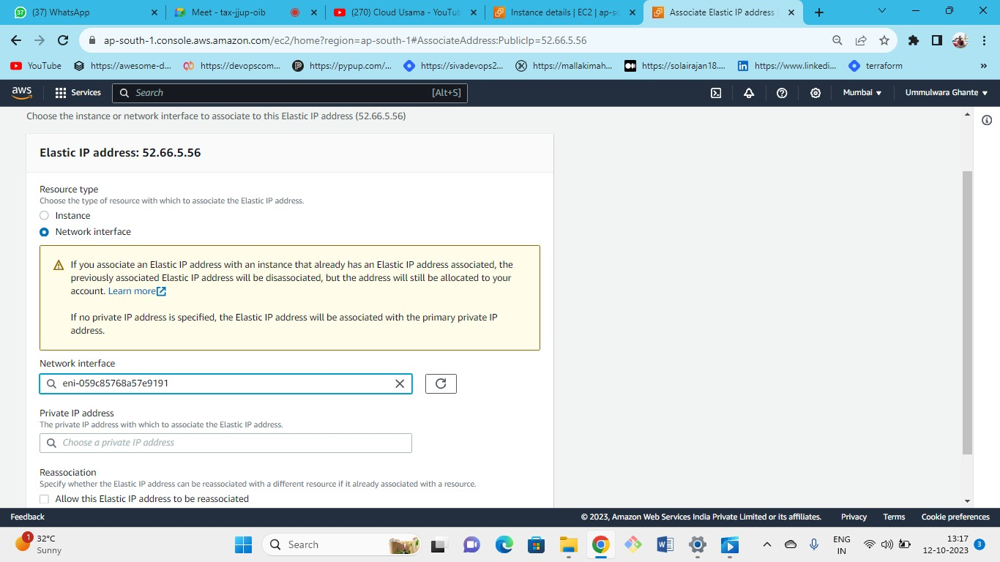 (37) WhatsApp
Meet - tax-jjup-oib
(270) Cloud Usama - YouTub
Instance details | EC2 | ap-so
Associate Elastic IP address
ap-south-1.console.aws.amazon.com/ec2/home?region=ap-south-1#AssociateAddress:PublicIp=52.66.5.56
YouTube
https://awesome-d...
https://devopscom...
https://pypup.com/...
https://sivadevops2...
https://mallakimah...
https://solairajan18....
https://www.linkedi...
terraform
»
aws
Services
Search
[Alt+S]
Mumbai
Ummulwara Ghante
Choose the instance or network interface to associate to this Elastic IP address (52.66.5.56)
Elastic IP address: 52.66.5.56
Resource type
Choose the type of resource with which to associate the Elastic IP address.
Instance
Network interface
If you associate an Elastic IP address with an instance that already has an Elastic IP address associated, the
previously associated Elastic IP address will be disassociated, but the address will still be allocated to your
account. Learn more
If no private IP address is specified, the Elastic IP address will be associated with the primary private IP
address.
Network interface
eni-059c85768a57e9191
Private IP address
The private IP address with which to associate the Elastic IP address.
Choose a private IP address
Reassociation
Specify whether the Elastic IP address can be reassociated with a different resource if it already associated with a resource.
Allow this Elastic IP address to be reassociated
Feedback
© 2023, Amazon Web Services India Private Limited or its affiliates.
Privacy
Terms
Cookie preferences
1
32°C
Sunny
Search
ENG
IN
13:17
12-10-2023
3